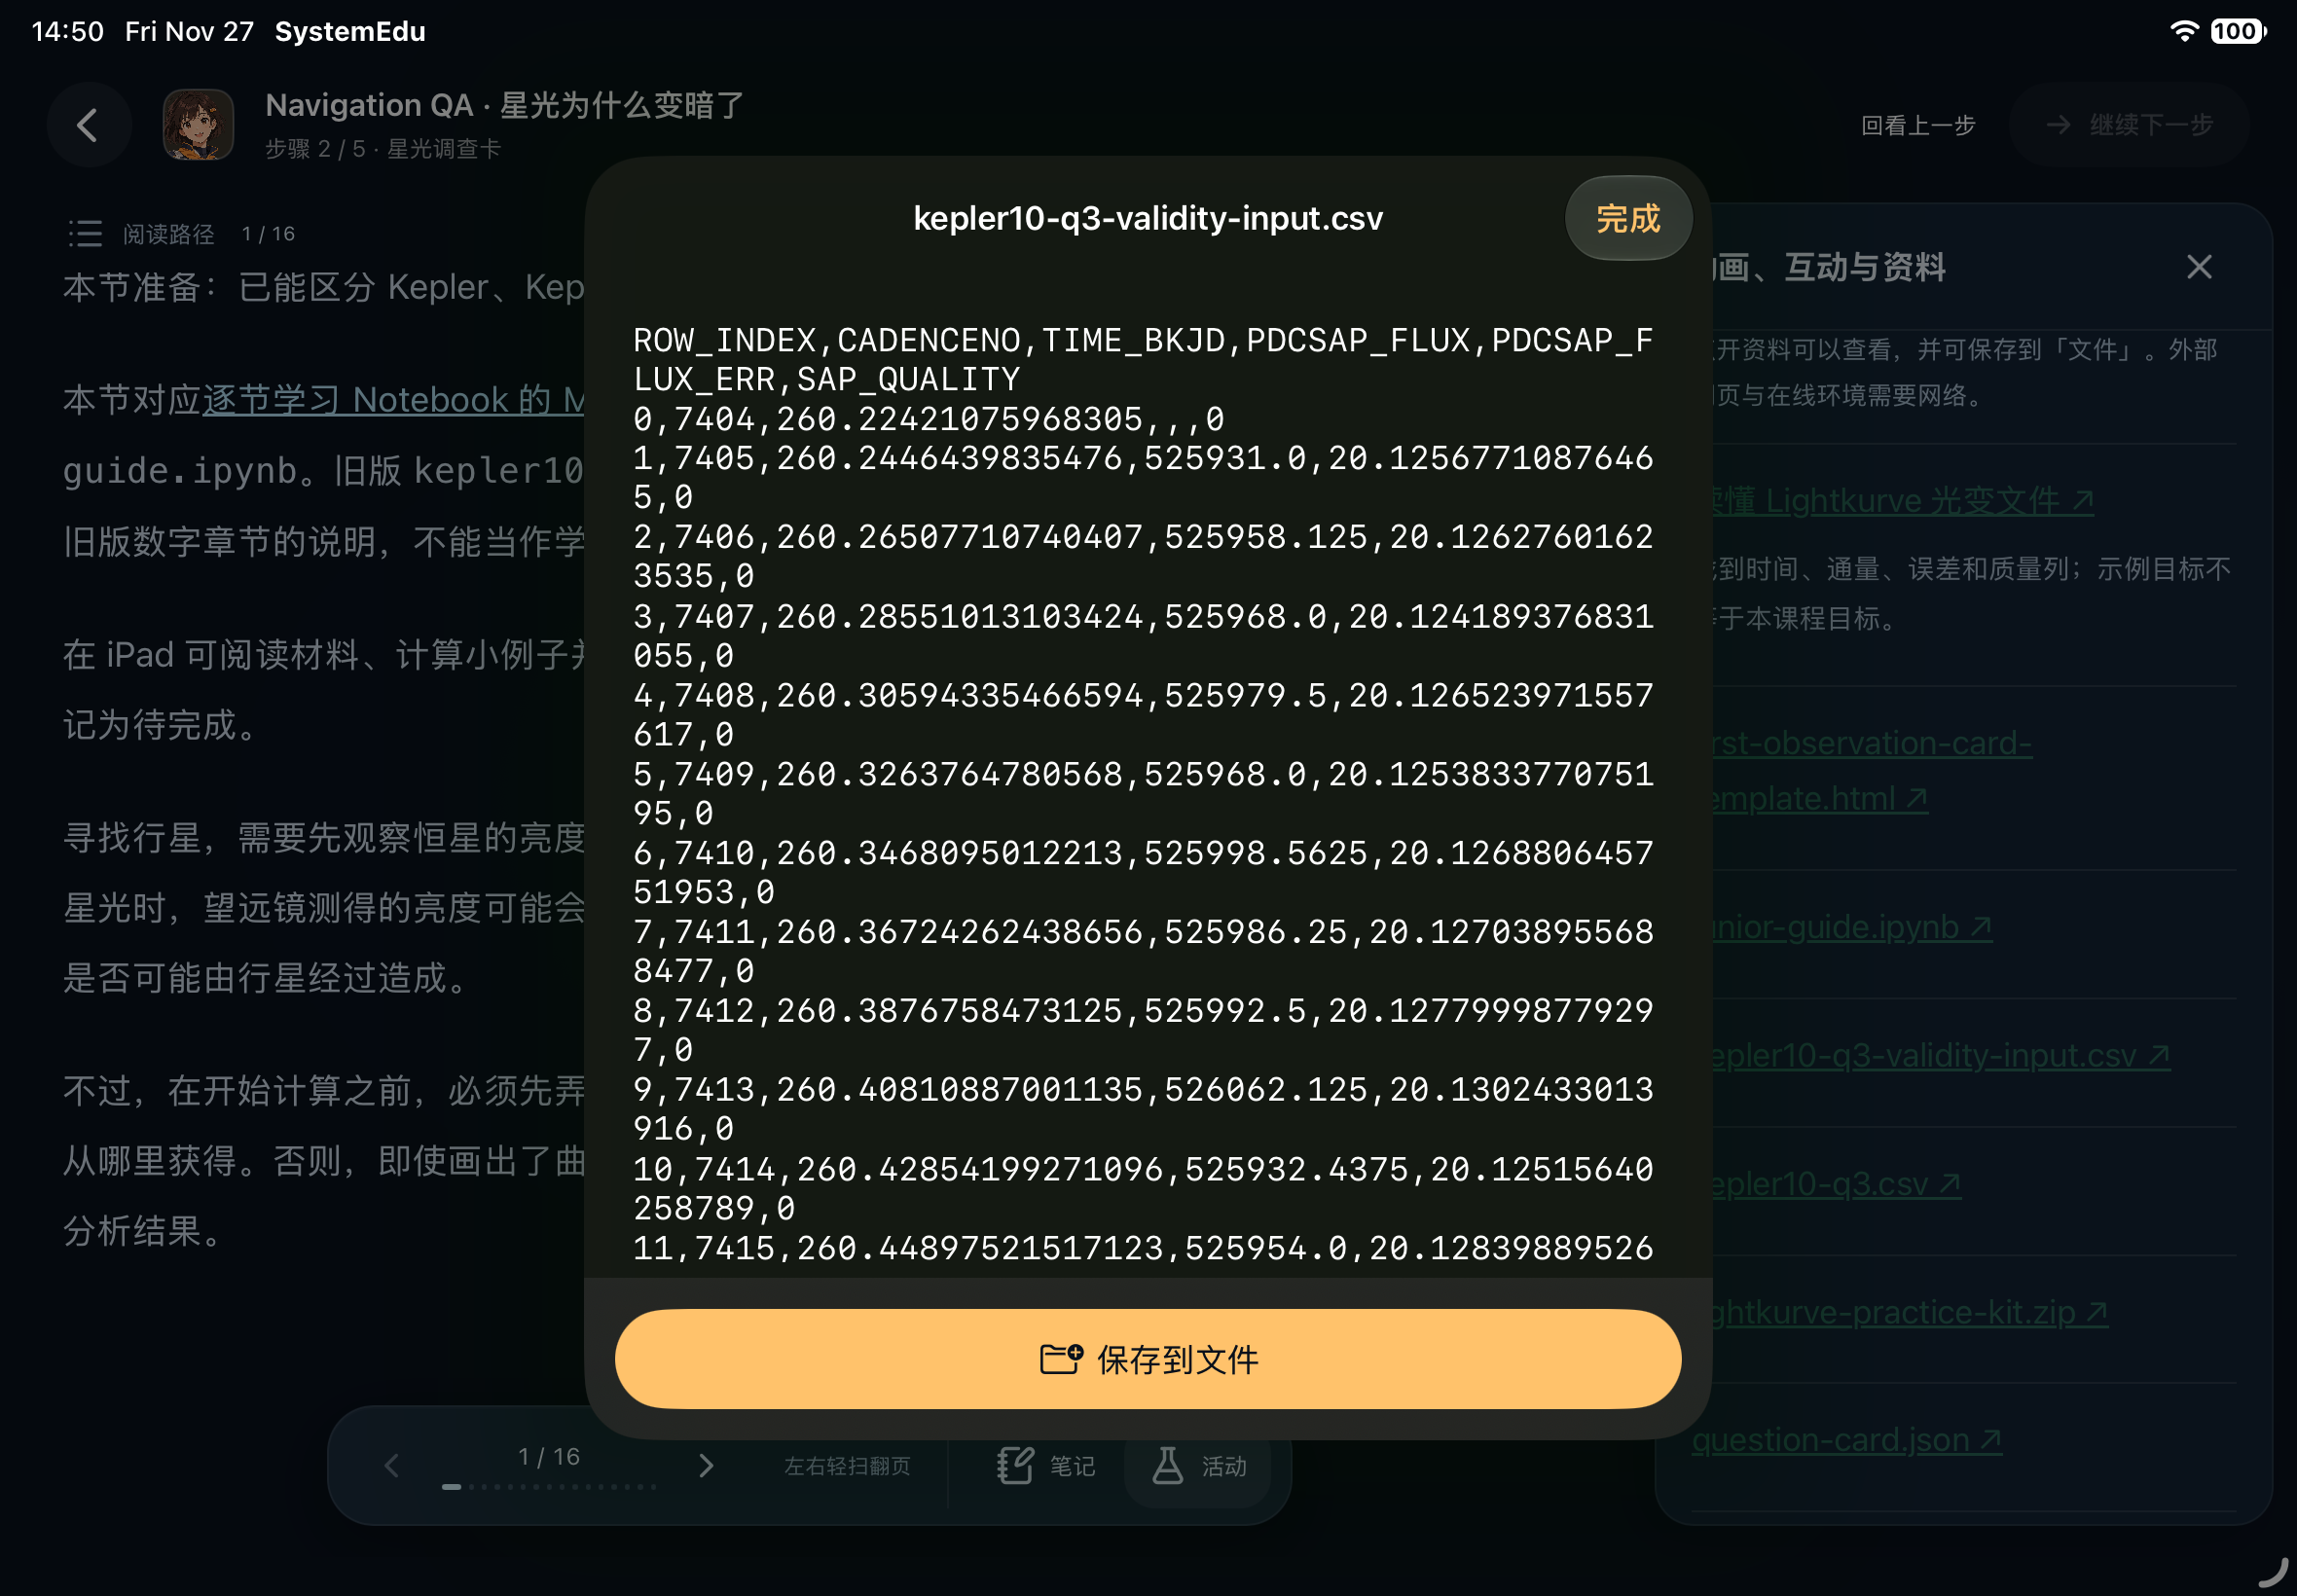 14:50 Fri Nov 27 SystemEdu
100
Navigation QA · 星光为什么变暗了
步骤 2 / 5 · 星光调查卡
回看上一步
继续下一步
阅读路径 1 / 16
本节准备：已能区分 Kepler、Kep
本节对应逐节学习 Notebook 的
guide.ipynb。旧版 kepler10
旧版数字章节的说明，不能当作学
在 iPad 可阅读材料、计算小例子
记为待完成。
寻找行星，需要先观察恒星的亮度
星光时，望远镜测得的亮度可能会
是否可能由行星经过造成。
不过，在开始计算之前，必须先弄
从哪里获得。否则，即使画出了曲
分析结果。
kepler10-q3-validity-input.csv
完成
ROW_INDEX,CADENCENO,TIME_BKJD,PDCSAP_FLUX,PDCSAP_F
LUX_ERR,SAP_QUALITY
0,7404,260.22421075968305,,,0
1,7405,260.2446439835476,525931.0,20.1256771087646
5,0
2,7406,260.26507710740407,525958.125,20.1262760162
3535,0
3,7407,260.28551013103424,525968.0,20.124189376831
055,0
4,7408,260.30594335466594,525979.5,20.126523971557
617,0
5,7409,260.3263764780568,525968.0,20.1253833770751
95,0
6,7410,260.3468095012213,525998.5625,20.1268806457
51953,0
7,7411,260.36724262438656,525986.25,20.12703895568
8477,0
8,7412,260.3876758473125,525992.5,20.1277999877929
7,0
9,7413,260.40810887001135,526062.125,20.1302433013
916,0
10,7414,260.42854199271096,525932.4375,20.12515640
258789,0
11,7415,260.44897521517123,525954.0,20.12839889526
保存到文件
画、互动与资料
开资料可以查看，并可保存到「文件」。外部
页与在线环境需要网络。
懂 Lightkurve 光变文件 ↗
到时间、通量、误差和质量列；示例目标不
于本课程目标。
rst-observation-card-
emplate.html ↗
nior-guide.ipynb ↗
epler10-q3-validity-input.csv ↗
epler10-q3.csv ↗
ghtkurve-practice-kit.zip ↗
question-card.json ↗
1 / 16
左右轻扫翻页
笔记
活动